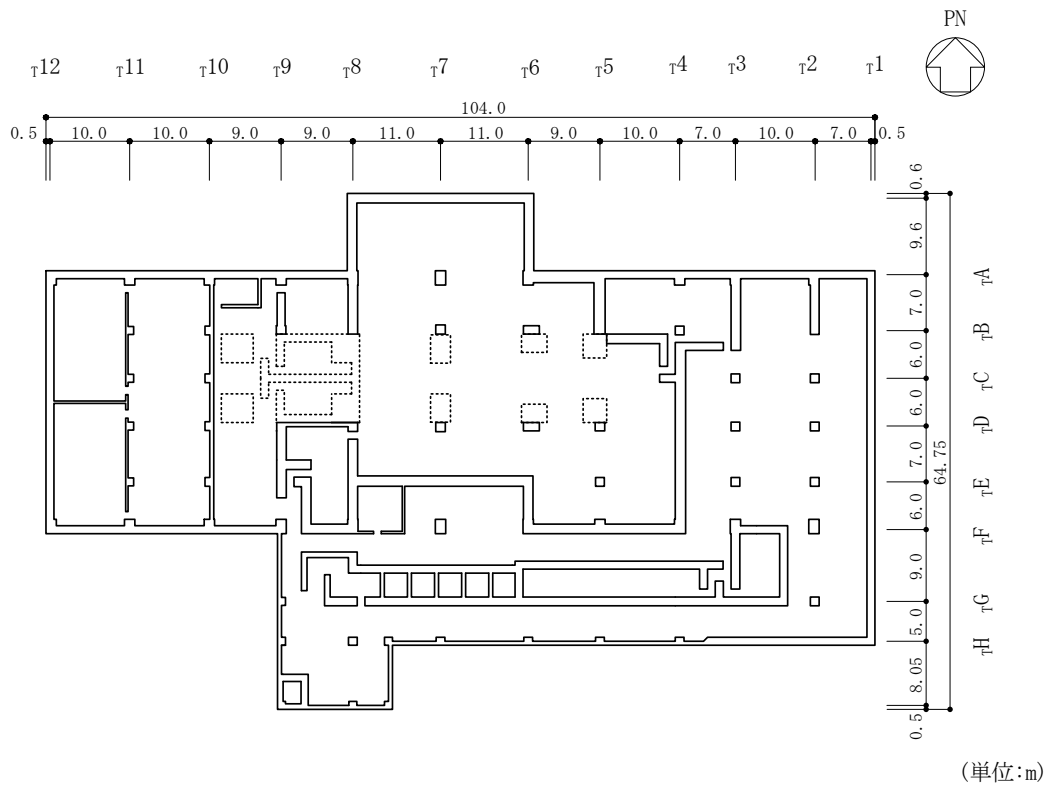 PN
T12 T11 T10 T9 T8 T7 T6 T5 T4 T3 T2 T1
104.0
0.5 10.0 10.0 9.0 9.0 11.0 11.0 9.0 10.0 7.0 10.0 7.0 0.5
0.6
9.6
TA
7.0
TB
6.0
TC
6.0
TD
7.0
64.75
TE
6.0
TF
9.0
TG
5.0
TH
8.05
0.5
(単位:m)